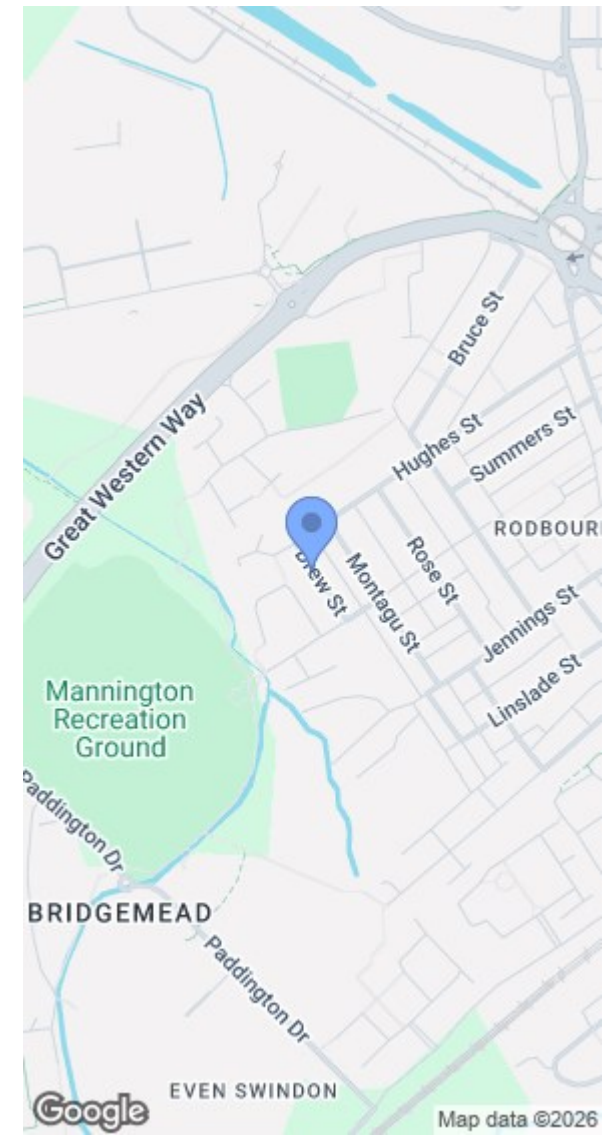 Bruce St
Great Western Way
Hughes St
Summers St
RODBOUR
Drew St
Montagu St
Rose St
Jennings St
Linslade St
Mannington
Recreation
Ground
Paddington Dr
BRIDGEMEAD
Paddington Dr
EVEN SWINDON
Google
Map data ©2026